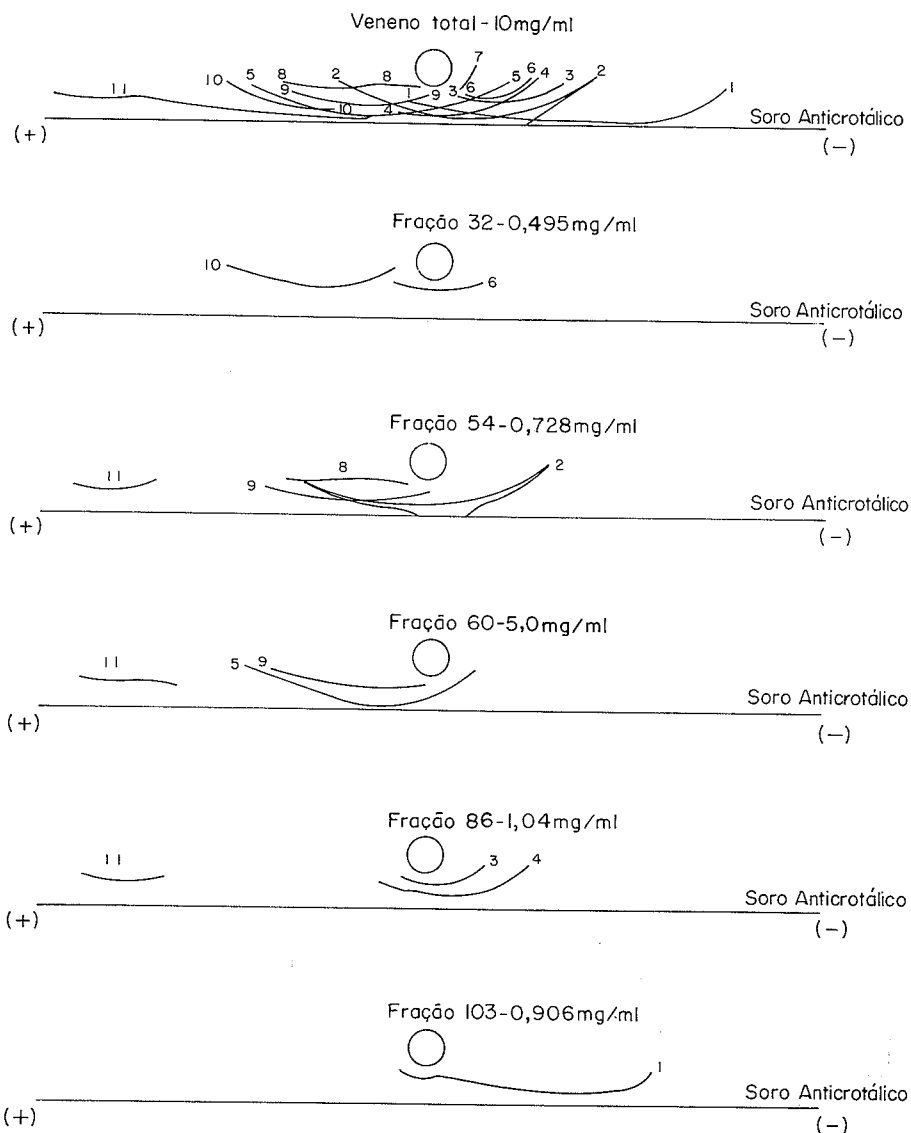 Veneno total-10mg/ml
11 10 5 8 9 2 8 1 9 3 6 7 5 6 4 3 2 1
10 4
Soro Anticrotálico
(+) (−)
Fração 32-0,495mg/ml
10 6
Soro Anticrotálico
(+) (−)
Fração 54-0,728mg/ml
11 9 8 2
Soro Anticrotálico
(+) (−)
Fração 60-5,0mg/ml
11 5 9
Soro Anticrotálico
(+) (−)
Fração 86-1,04mg/ml
11 3 4
Soro Anticrotálico
(+) (−)
Fração 103-0,906mg/ml
1
Soro Anticrotálico
(+) (−)